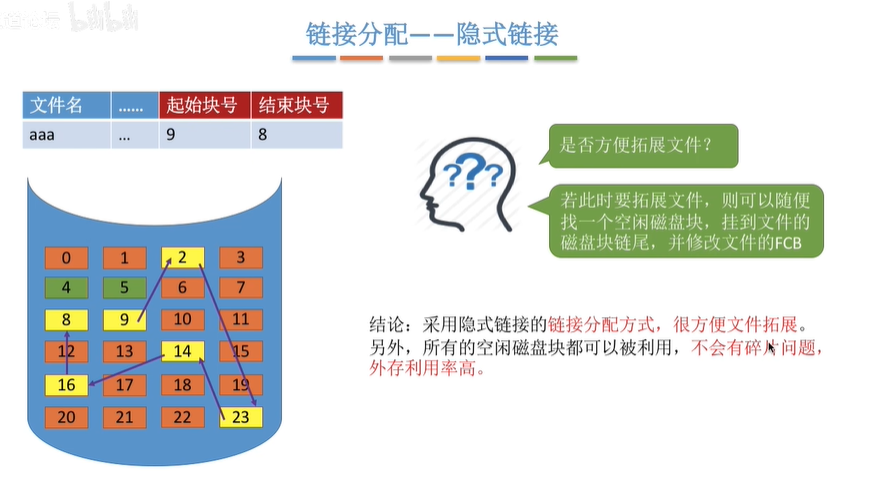 bilibili
链接分配——隐式链接
文件名 …… 起始块号 结束块号
aaa … 9 8
是否方便拓展文件？
若此时要拓展文件，则可以随便
找一个空闲磁盘块，挂到文件的
磁盘块链尾，并修改文件的FCB
???
0 1 2 3
4 5 6 7
8 9 10 11
12 13 14 15
16 17 18 19
20 21 22 23
结论：采用隐式链接的链接分配方式，很方便文件拓展。
另外，所有的空闲磁盘块都可以被利用，不会有碎片问题，
外存利用率高。